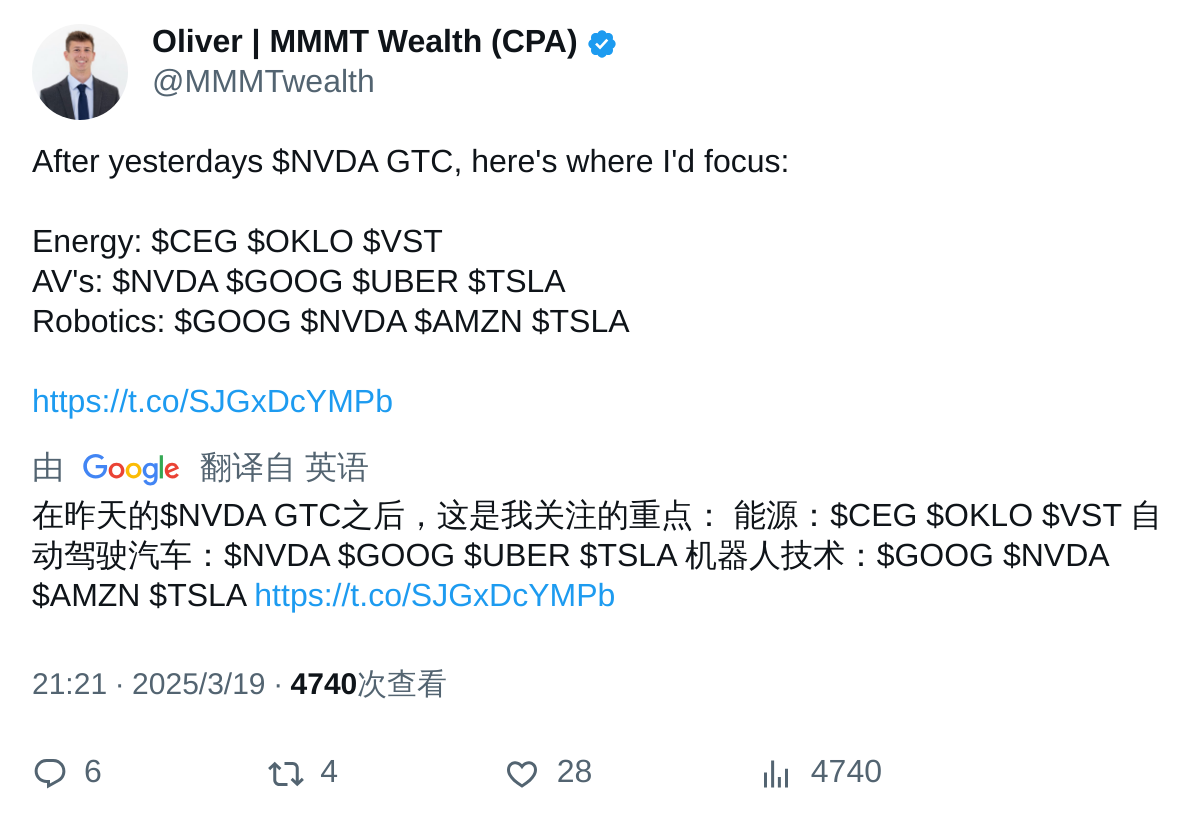 Oliver | MMMT Wealth (CPA)
@MMMTwealth
After yesterdays $NVDA GTC, here's where I'd focus:
Energy: $CEG $OKLO $VST
AV's: $NVDA $GOOG $UBER $TSLA
Robotics: $GOOG $NVDA $AMZN $TSLA
https://t.co/SJGxDcYMPb
由 Google 翻译自 英语
在昨天的$NVDA GTC之后，这是我关注的重点： 能源：$CEG $OKLO $VST 自
动驾驶汽车：$NVDA $GOOG $UBER $TSLA 机器人技术：$GOOG $NVDA
$AMZN $TSLA https://t.co/SJGxDcYMPb
21:21 · 2025/3/19 · 4740次查看
6 4 28 4740